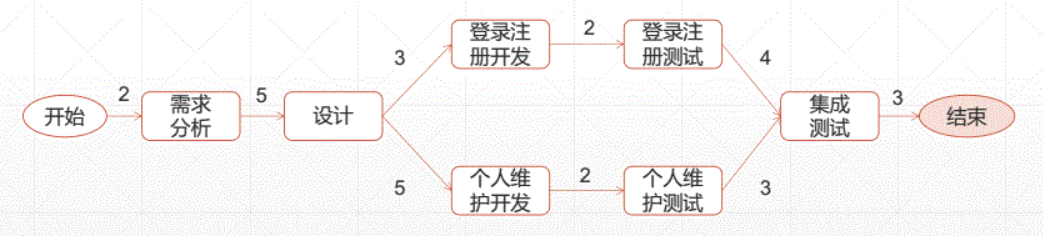 开始
2
需求
分析
5
设计
3
登录注
册开发
2
登录注
册测试
4
5
个人维
护开发
2
个人维
护测试
3
集成
测试
3
结束